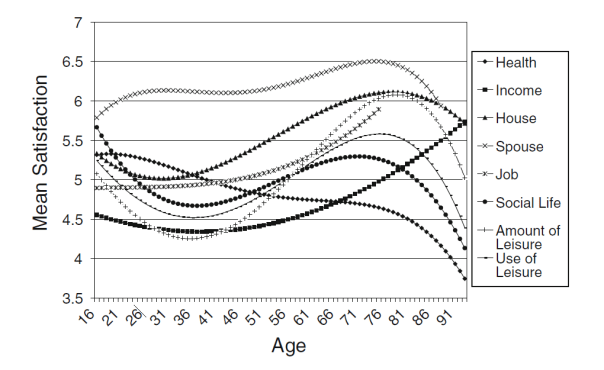 7
6.5
6
5.5
5
4.5
4
3.5
Mean Satisfaction
16 21 26 31 36 41 46 51 56 61 66 71 76 81 86 91
Age
Health
Income
House
Spouse
Job
Social Life
Amount of
Leisure
Use of
Leisure